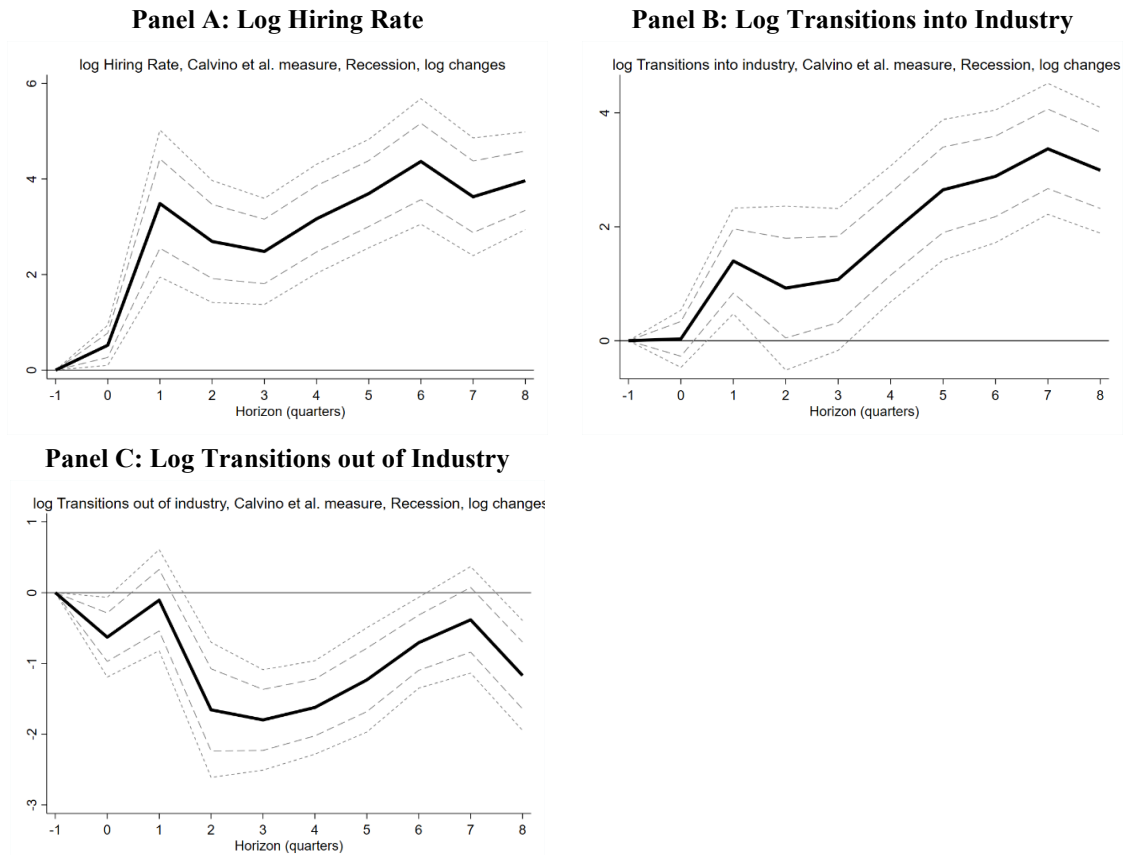 Panel A: Log Hiring Rate
log Hiring Rate, Calvino et al. measure, Recession, log changes
6
4
2
0
-1 0 1 2 3 4 5 6 7 8
Horizon (quarters)
Panel B: Log Transitions into Industry
log Transitions into industry, Calvino et al. measure, Recession, log changes
4
2
0
-1 0 1 2 3 4 5 6 7 8
Horizon (quarters)
Panel C: Log Transitions out of Industry
log Transitions out of industry, Calvino et al. measure, Recession, log changes
1
0
-1
-2
-3
-1 0 1 2 3 4 5 6 7 8
Horizon (quarters)